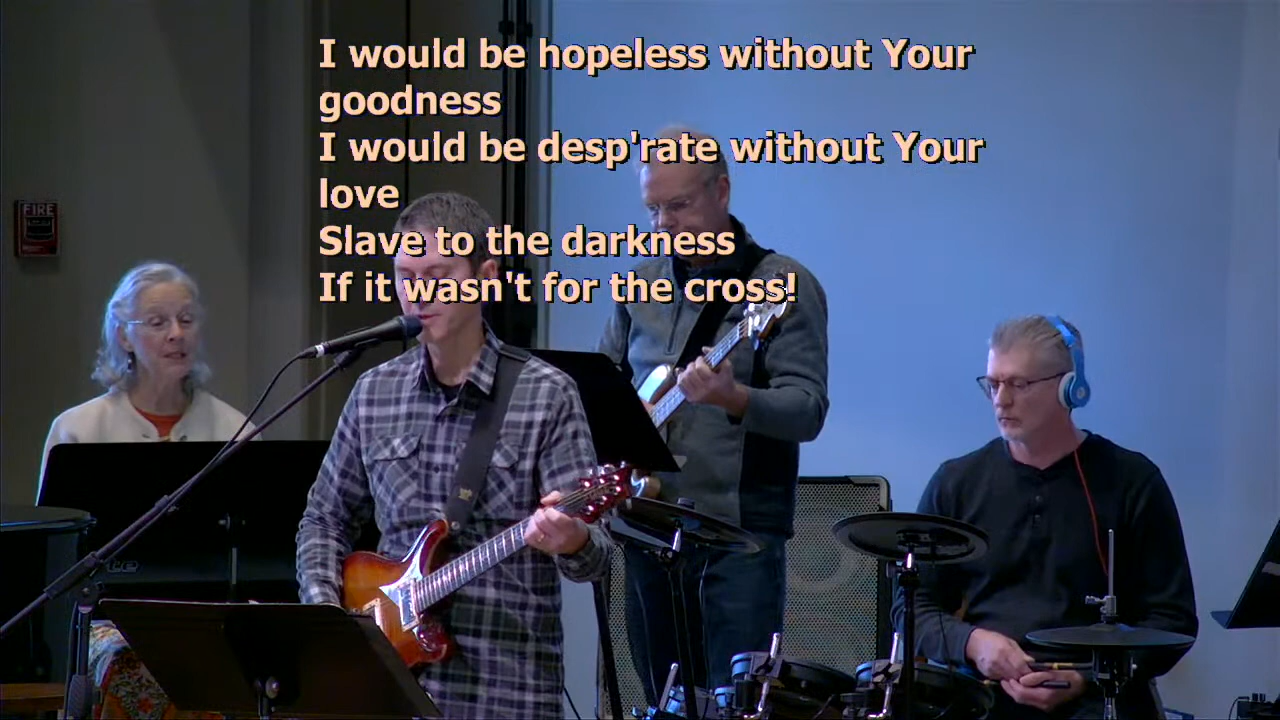 I would be hopeless without Your
goodness
I would be desp'rate without Your
love
Slave to the darkness
If it wasn't for the cross!
FIRE